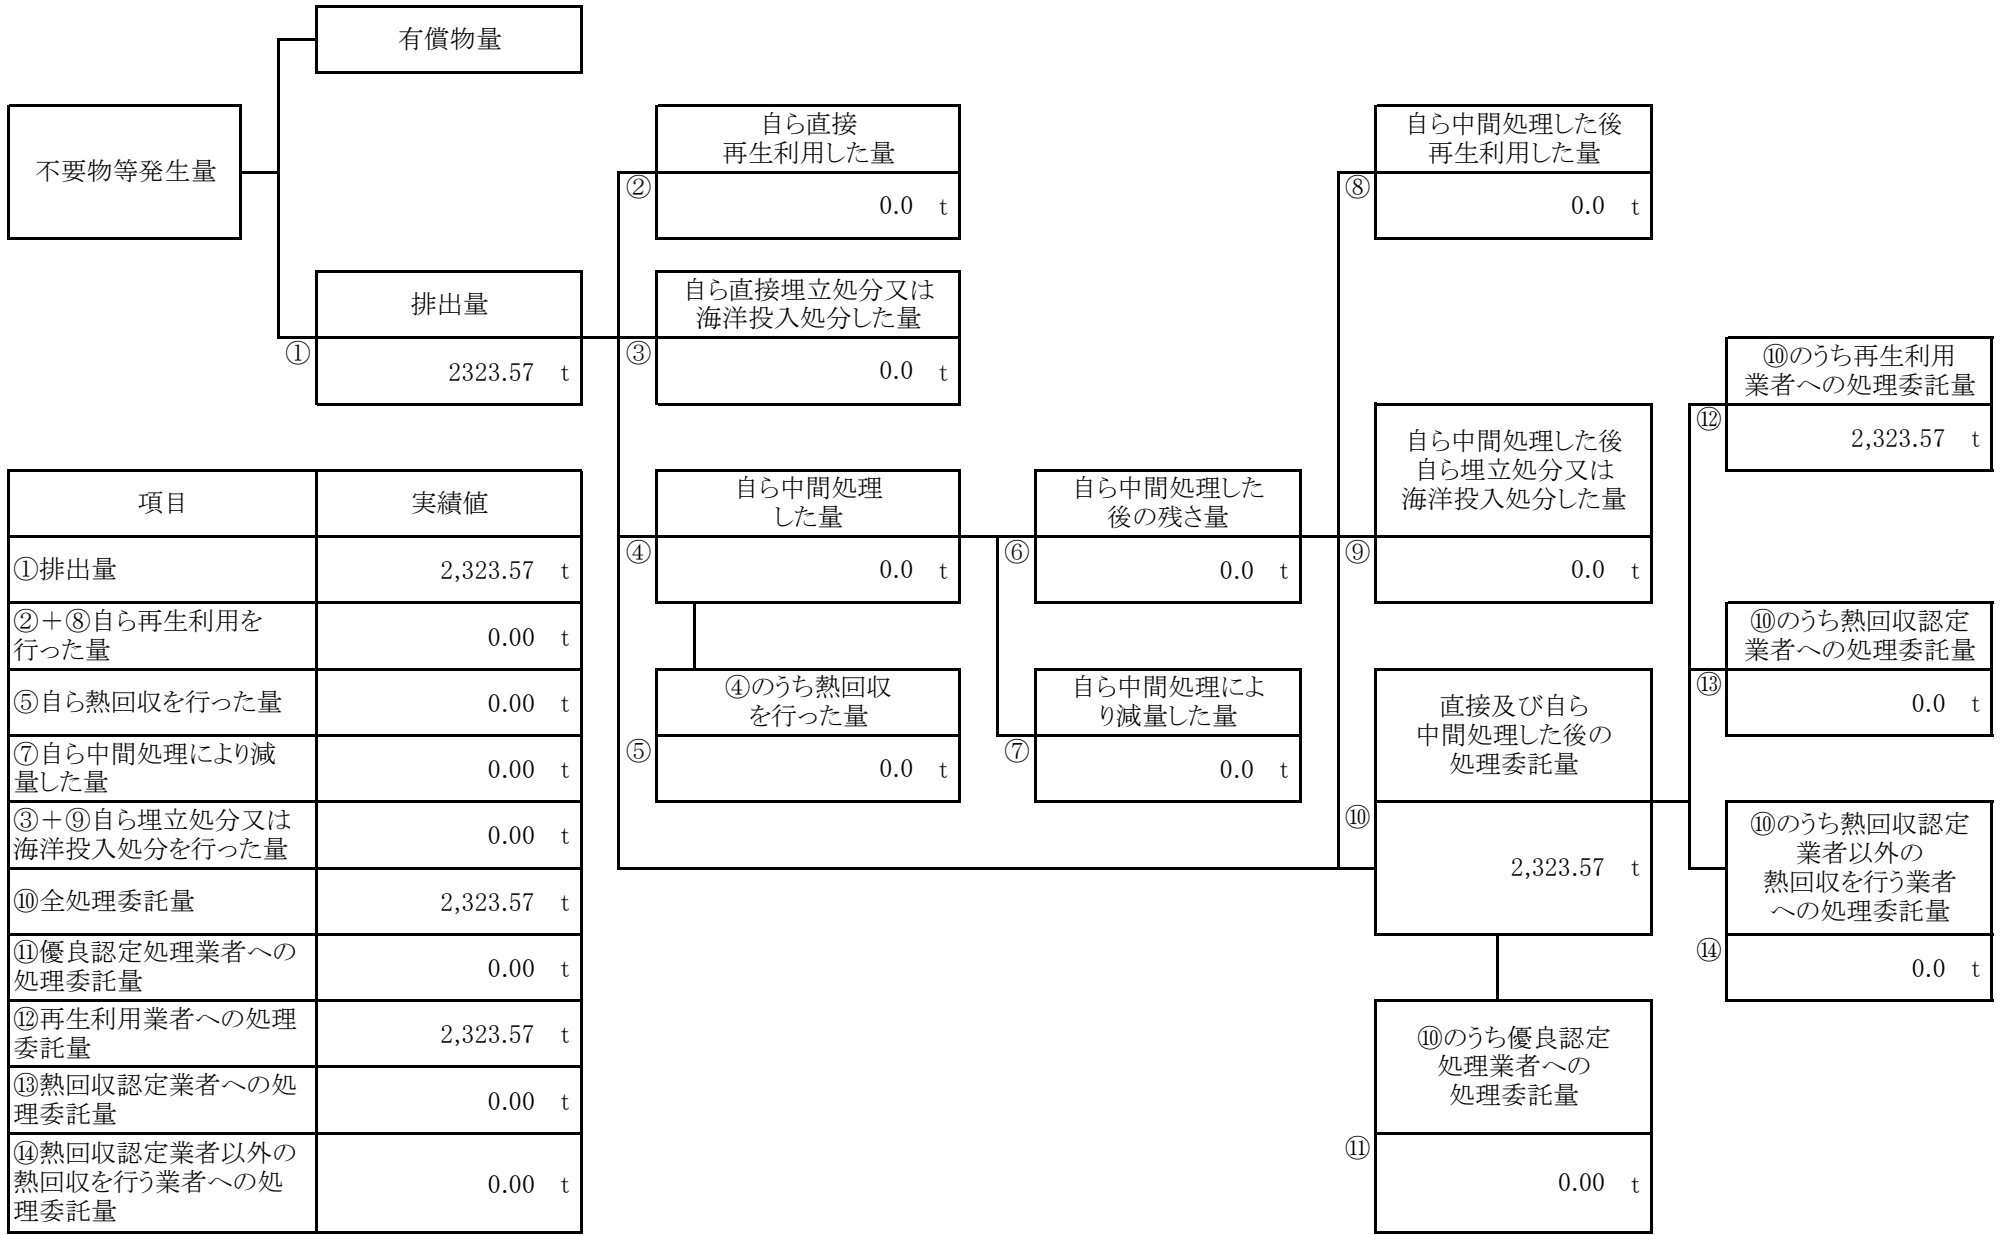 有償物量
不要物等発生量
排出量
①
2323.57 t
自ら直接
再生利用した量
②
0.0 t
自ら直接埋立処分又は
海洋投入処分した量
③
0.0 t
自ら中間処理
した量
④
0.0 t
④のうち熱回収
を行った量
⑤
0.0 t
自ら中間処理した
後の残さ量
⑥
0.0 t
自ら中間処理によ
り減量した量
⑦
0.0 t
自ら中間処理した後
再生利用した量
⑧
0.0 t
自ら中間処理した後
自ら埋立処分又は
海洋投入処分した量
⑨
0.0 t
直接及び自ら
中間処理した後の
処理委託量
⑩
2,323.57 t
⑩のうち優良認定
処理業者への
処理委託量
⑪
0.00 t
⑩のうち再生利用
業者への処理委託量
⑫
2,323.57 t
⑩のうち熱回収認定
業者への処理委託量
⑬
0.0 t
⑩のうち熱回収認定
業者以外の
熱回収を行う業者
への処理委託量
⑭
0.0 t
項目 実績値
①排出量 2,323.57 t
②＋⑧自ら再生利用を
行った量 0.00 t
⑤自ら熱回収を行った量 0.00 t
⑦自ら中間処理により減
量した量 0.00 t
③＋⑨自ら埋立処分又は
海洋投入処分を行った量 0.00 t
⑩全処理委託量 2,323.57 t
⑪優良認定処理業者への
処理委託量 0.00 t
⑫再生利用業者への処理
委託量 2,323.57 t
⑬熱回収認定業者への処
理委託量 0.00 t
⑭熱回収認定業者以外の
熱回収を行う業者への処
理委託量 0.00 t